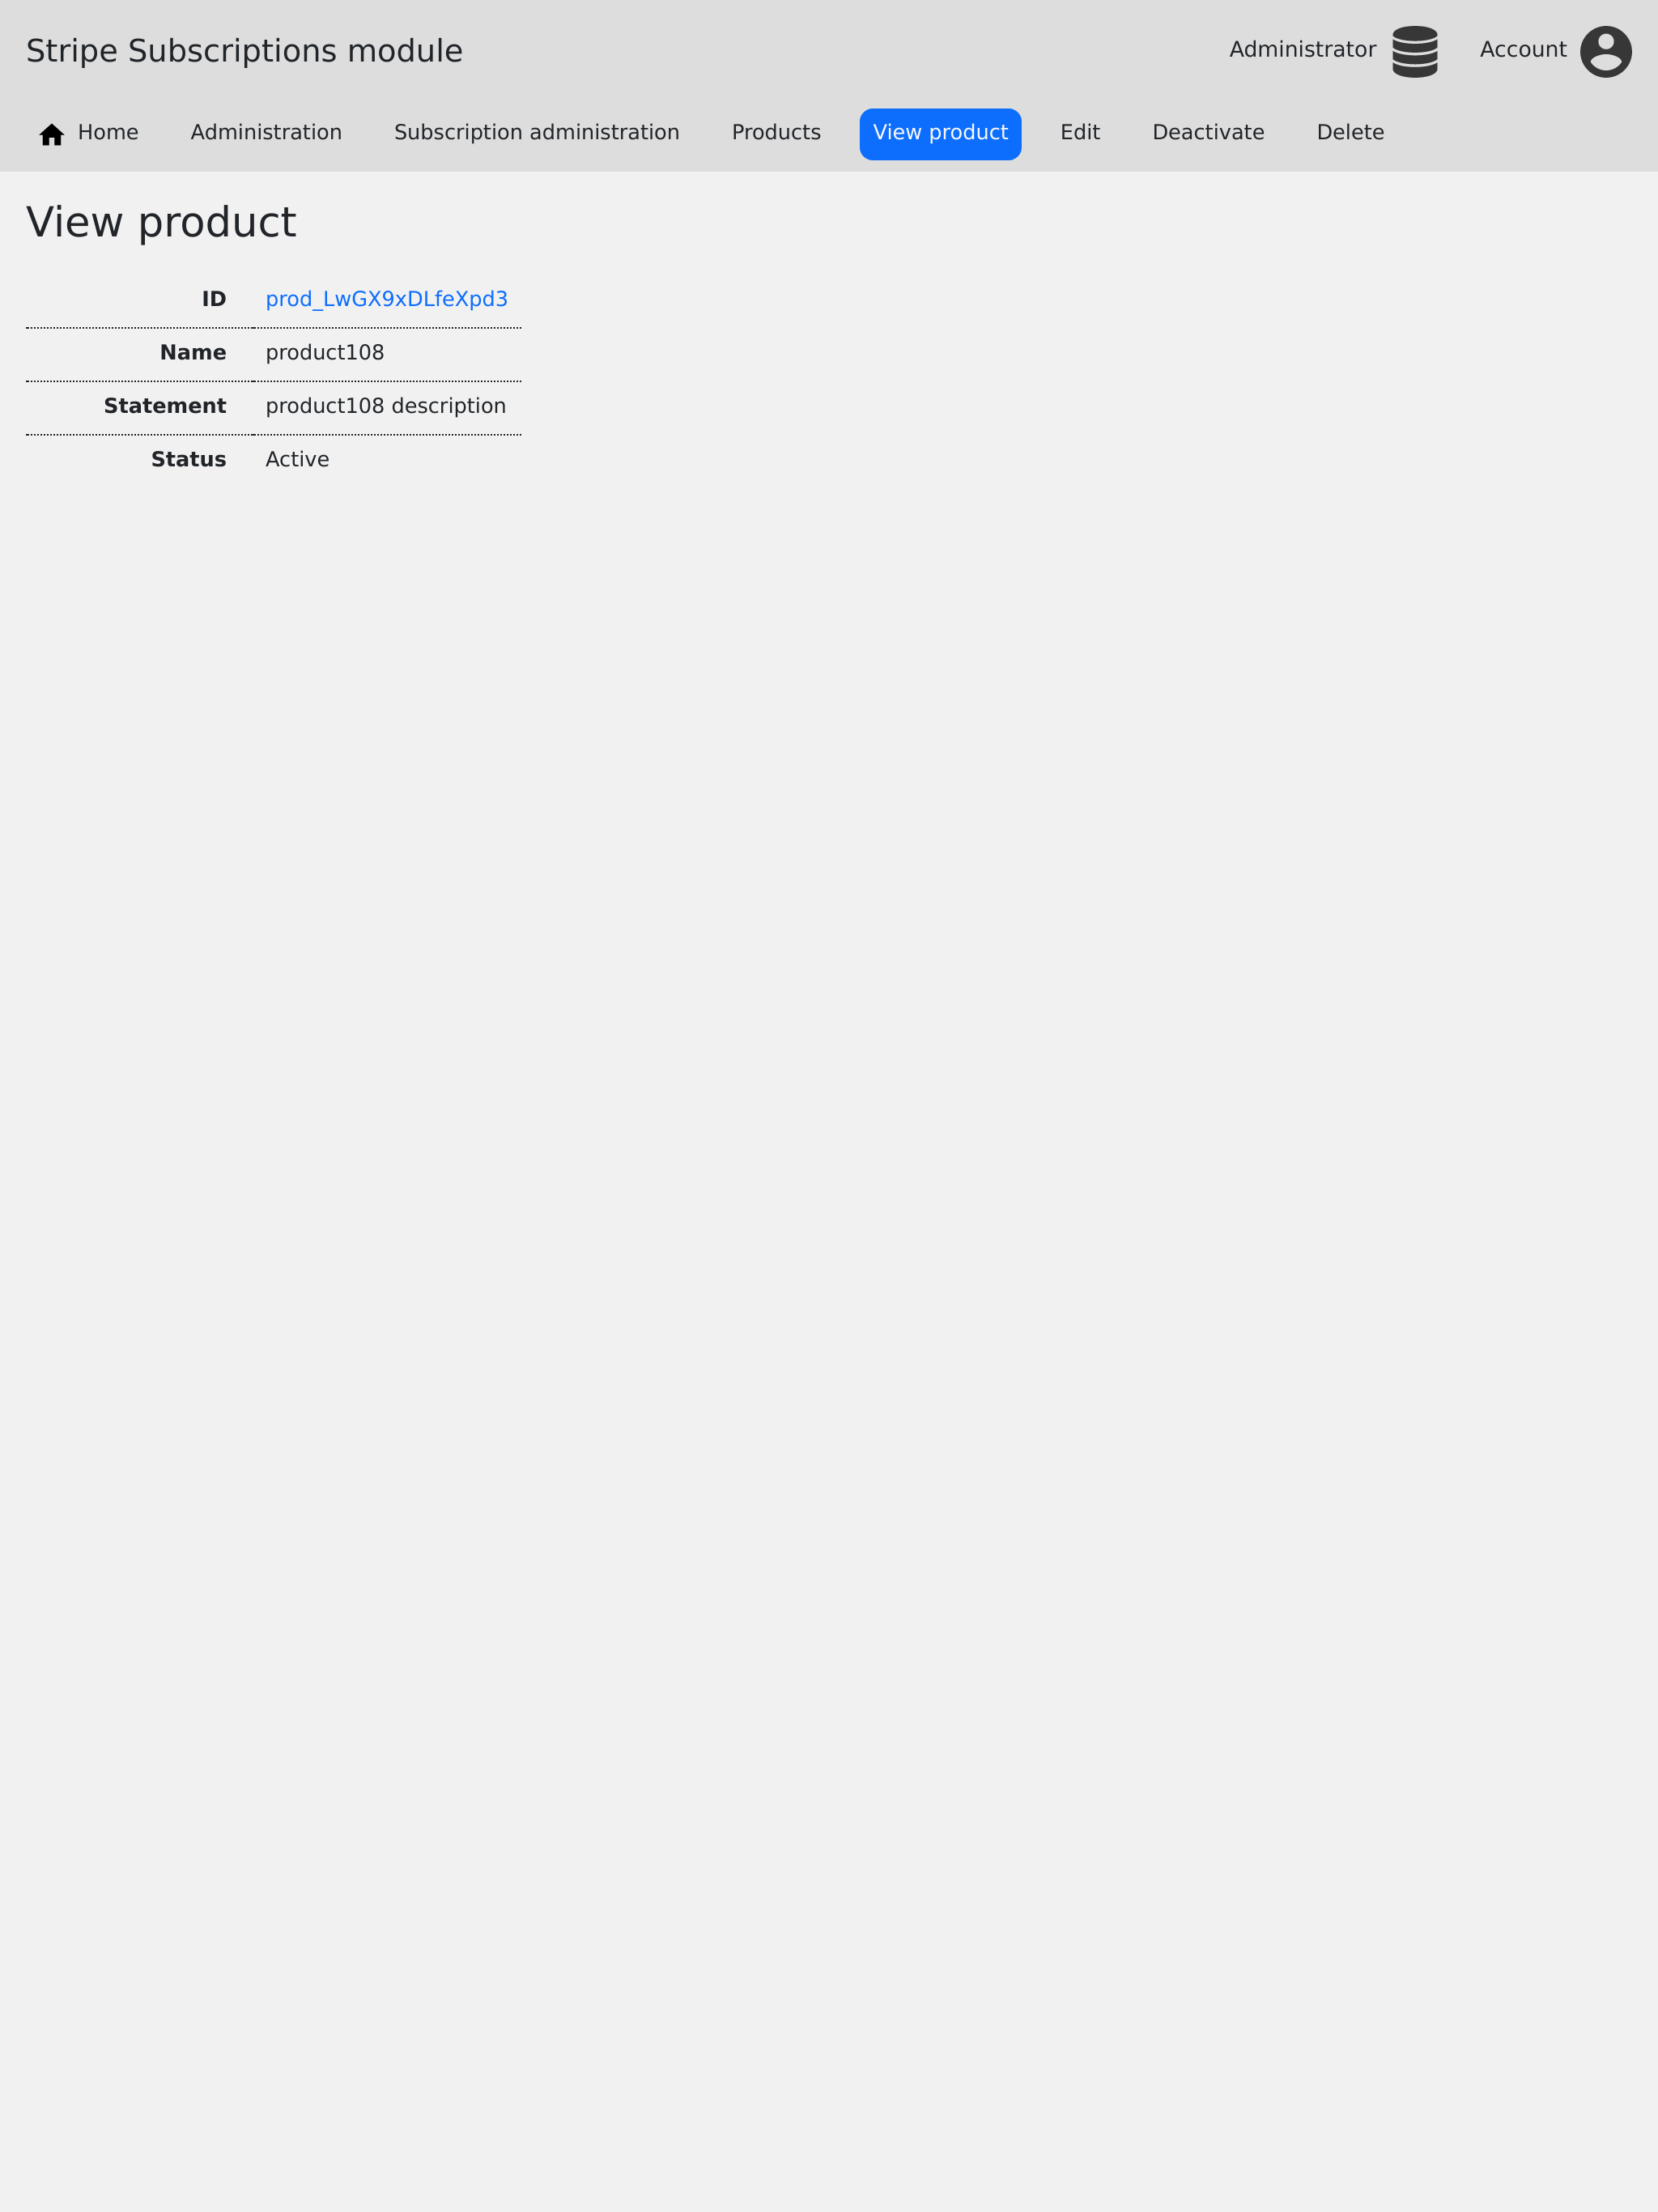 Stripe Subscriptions module
Administrator
Account
Home Administration Subscription administration Products View product Edit Deactivate Delete
View product
ID prod_LwGX9xDLfeXpd3
Name product108
Statement product108 description
Status Active